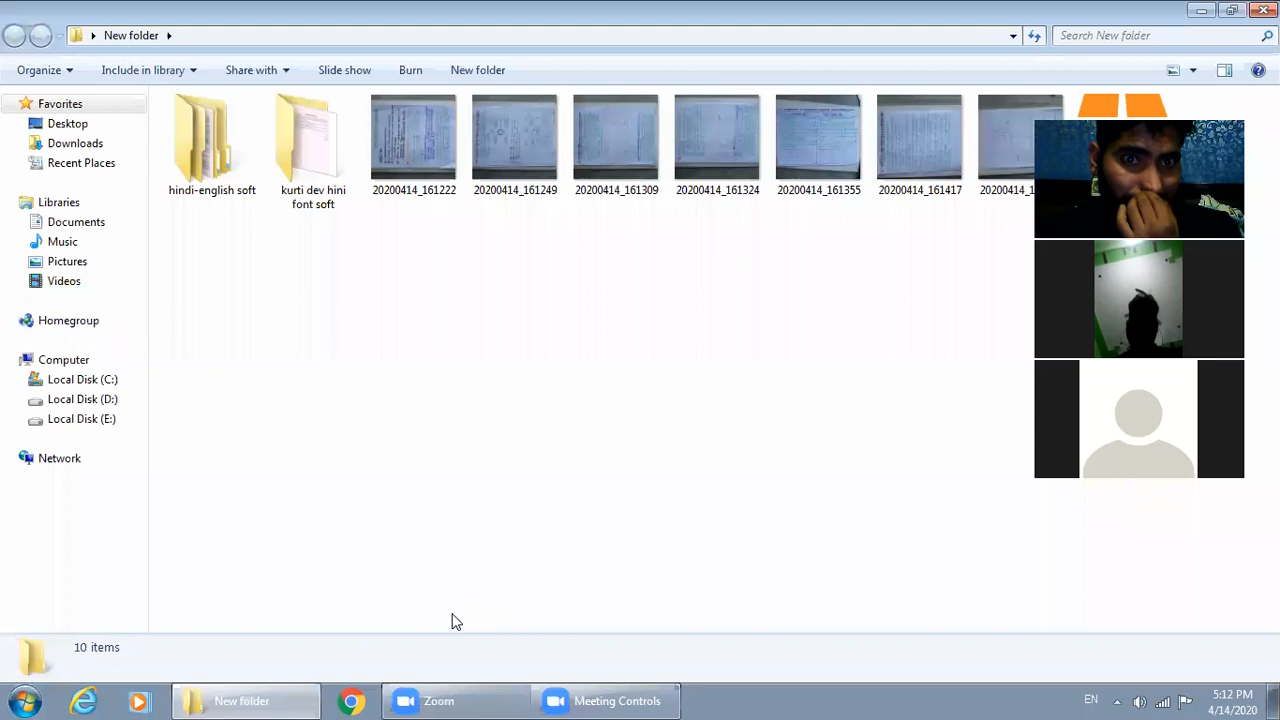 New folder
Search New folder
Organize
Include in library
Share with
Slide show
Burn
New folder
Favorites
Desktop
Downloads
Recent Places
Libraries
Documents
Music
Pictures
Videos
Homegroup
Computer
Local Disk (C:)
Local Disk (D:)
Local Disk (E:)
Network
hindi-english soft
kurti dev hini
font soft
20200414_161222
20200414_161249
20200414_161309
20200414_161324
20200414_161355
20200414_161417
20200414_1
10 items
New folder
Zoom
Meeting Controls
EN
5:12 PM
4/14/2020